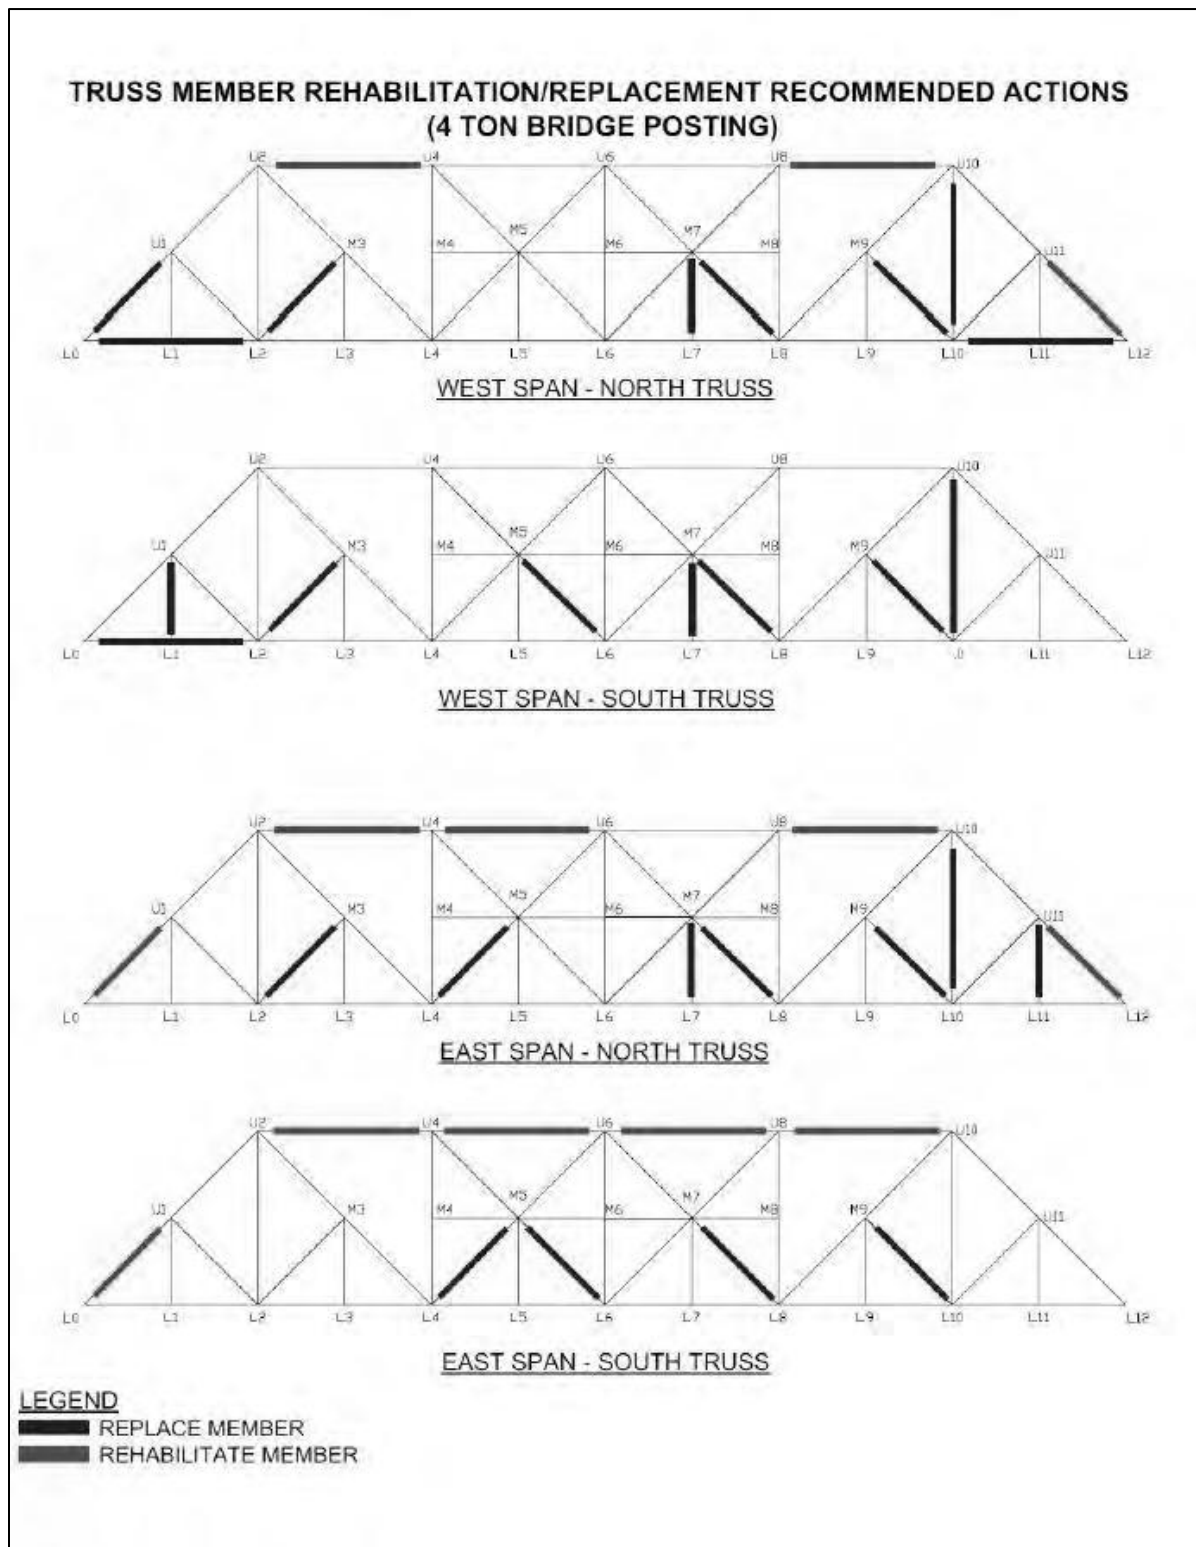 TRUSS MEMBER REHABILITATION/REPLACEMENT RECOMMENDED ACTIONS
(4 TON BRIDGE POSTING)
U2 U4 U6 U8 U10
U1 M3 M4 M5 M6 M7 M8 M9 U11
L0 L1 L2 L3 L4 L5 L6 L7 L8 L9 L10 L11 L12
WEST SPAN - NORTH TRUSS
U2 U4 U6 U8 U10
U1 M3 M4 M5 M6 M7 M8 M9 U11
L0 L1 L2 L3 L4 L5 L6 L7 L8 L9 L0 L11 L12
WEST SPAN - SOUTH TRUSS
U2 U4 U6 U8 U10
U1 M3 M4 M5 M6 M7 M8 M9 U11
L0 L1 L2 L3 L4 L5 L6 L7 L8 L9 L10 L11 L12
EAST SPAN - NORTH TRUSS
U2 U4 U6 U8 U10
U1 M3 M4 M5 M6 M7 M8 M9 U11
L0 L1 L2 L3 L4 L5 L6 L7 L8 L9 L10 L11 L12
EAST SPAN - SOUTH TRUSS
LEGEND
REPLACE MEMBER
REHABILITATE MEMBER